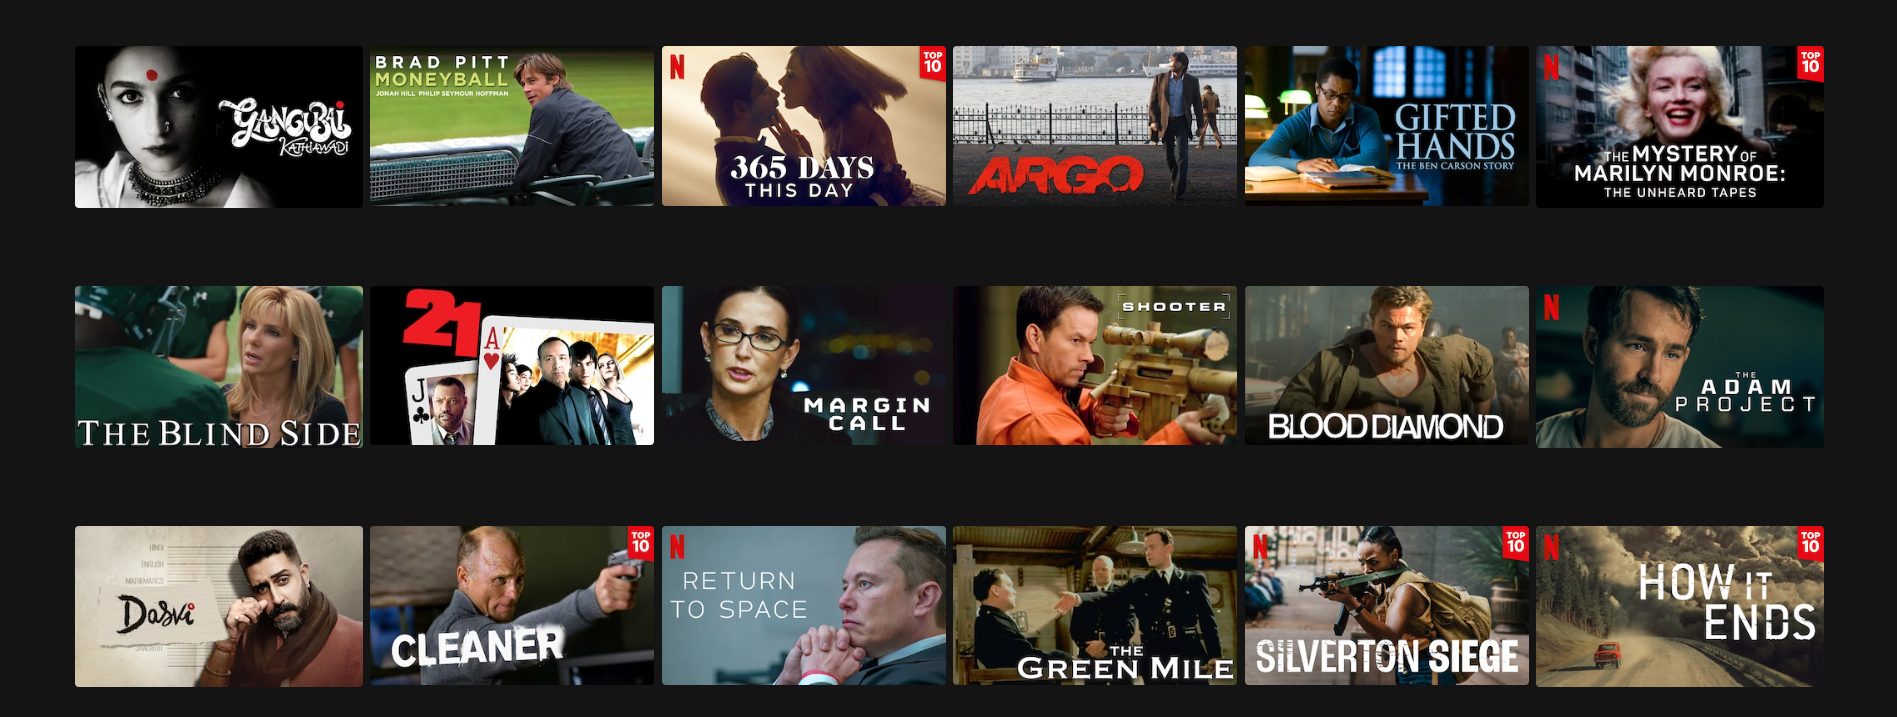 GANGUBAI
KATHIAWADI
BRAD PITT
MONEYBALL
JONAH HILL PHILIP SEYMOUR HOFFMAN
N
TOP
10
365 DAYS
THIS DAY
ARGO
GIFTED
HANDS
THE BEN CARSON STORY
N
TOP
10
THE MYSTERY OF
MARILYN MONROE:
THE UNHEARD TAPES
THE BLIND SIDE
21
A
J
MARGIN
CALL
SHOOTER
BLOOD DIAMOND
N
THE
ADAM
PROJECT
HINDI
ENGLISH
MATHEMATICS
Dasvi
TOP
10
CLEANER
N
RETURN
TO SPACE
THE
GREEN MILE
N
TOP
10
SILVERTON SIEGE
N
TOP
10
HOW IT
ENDS